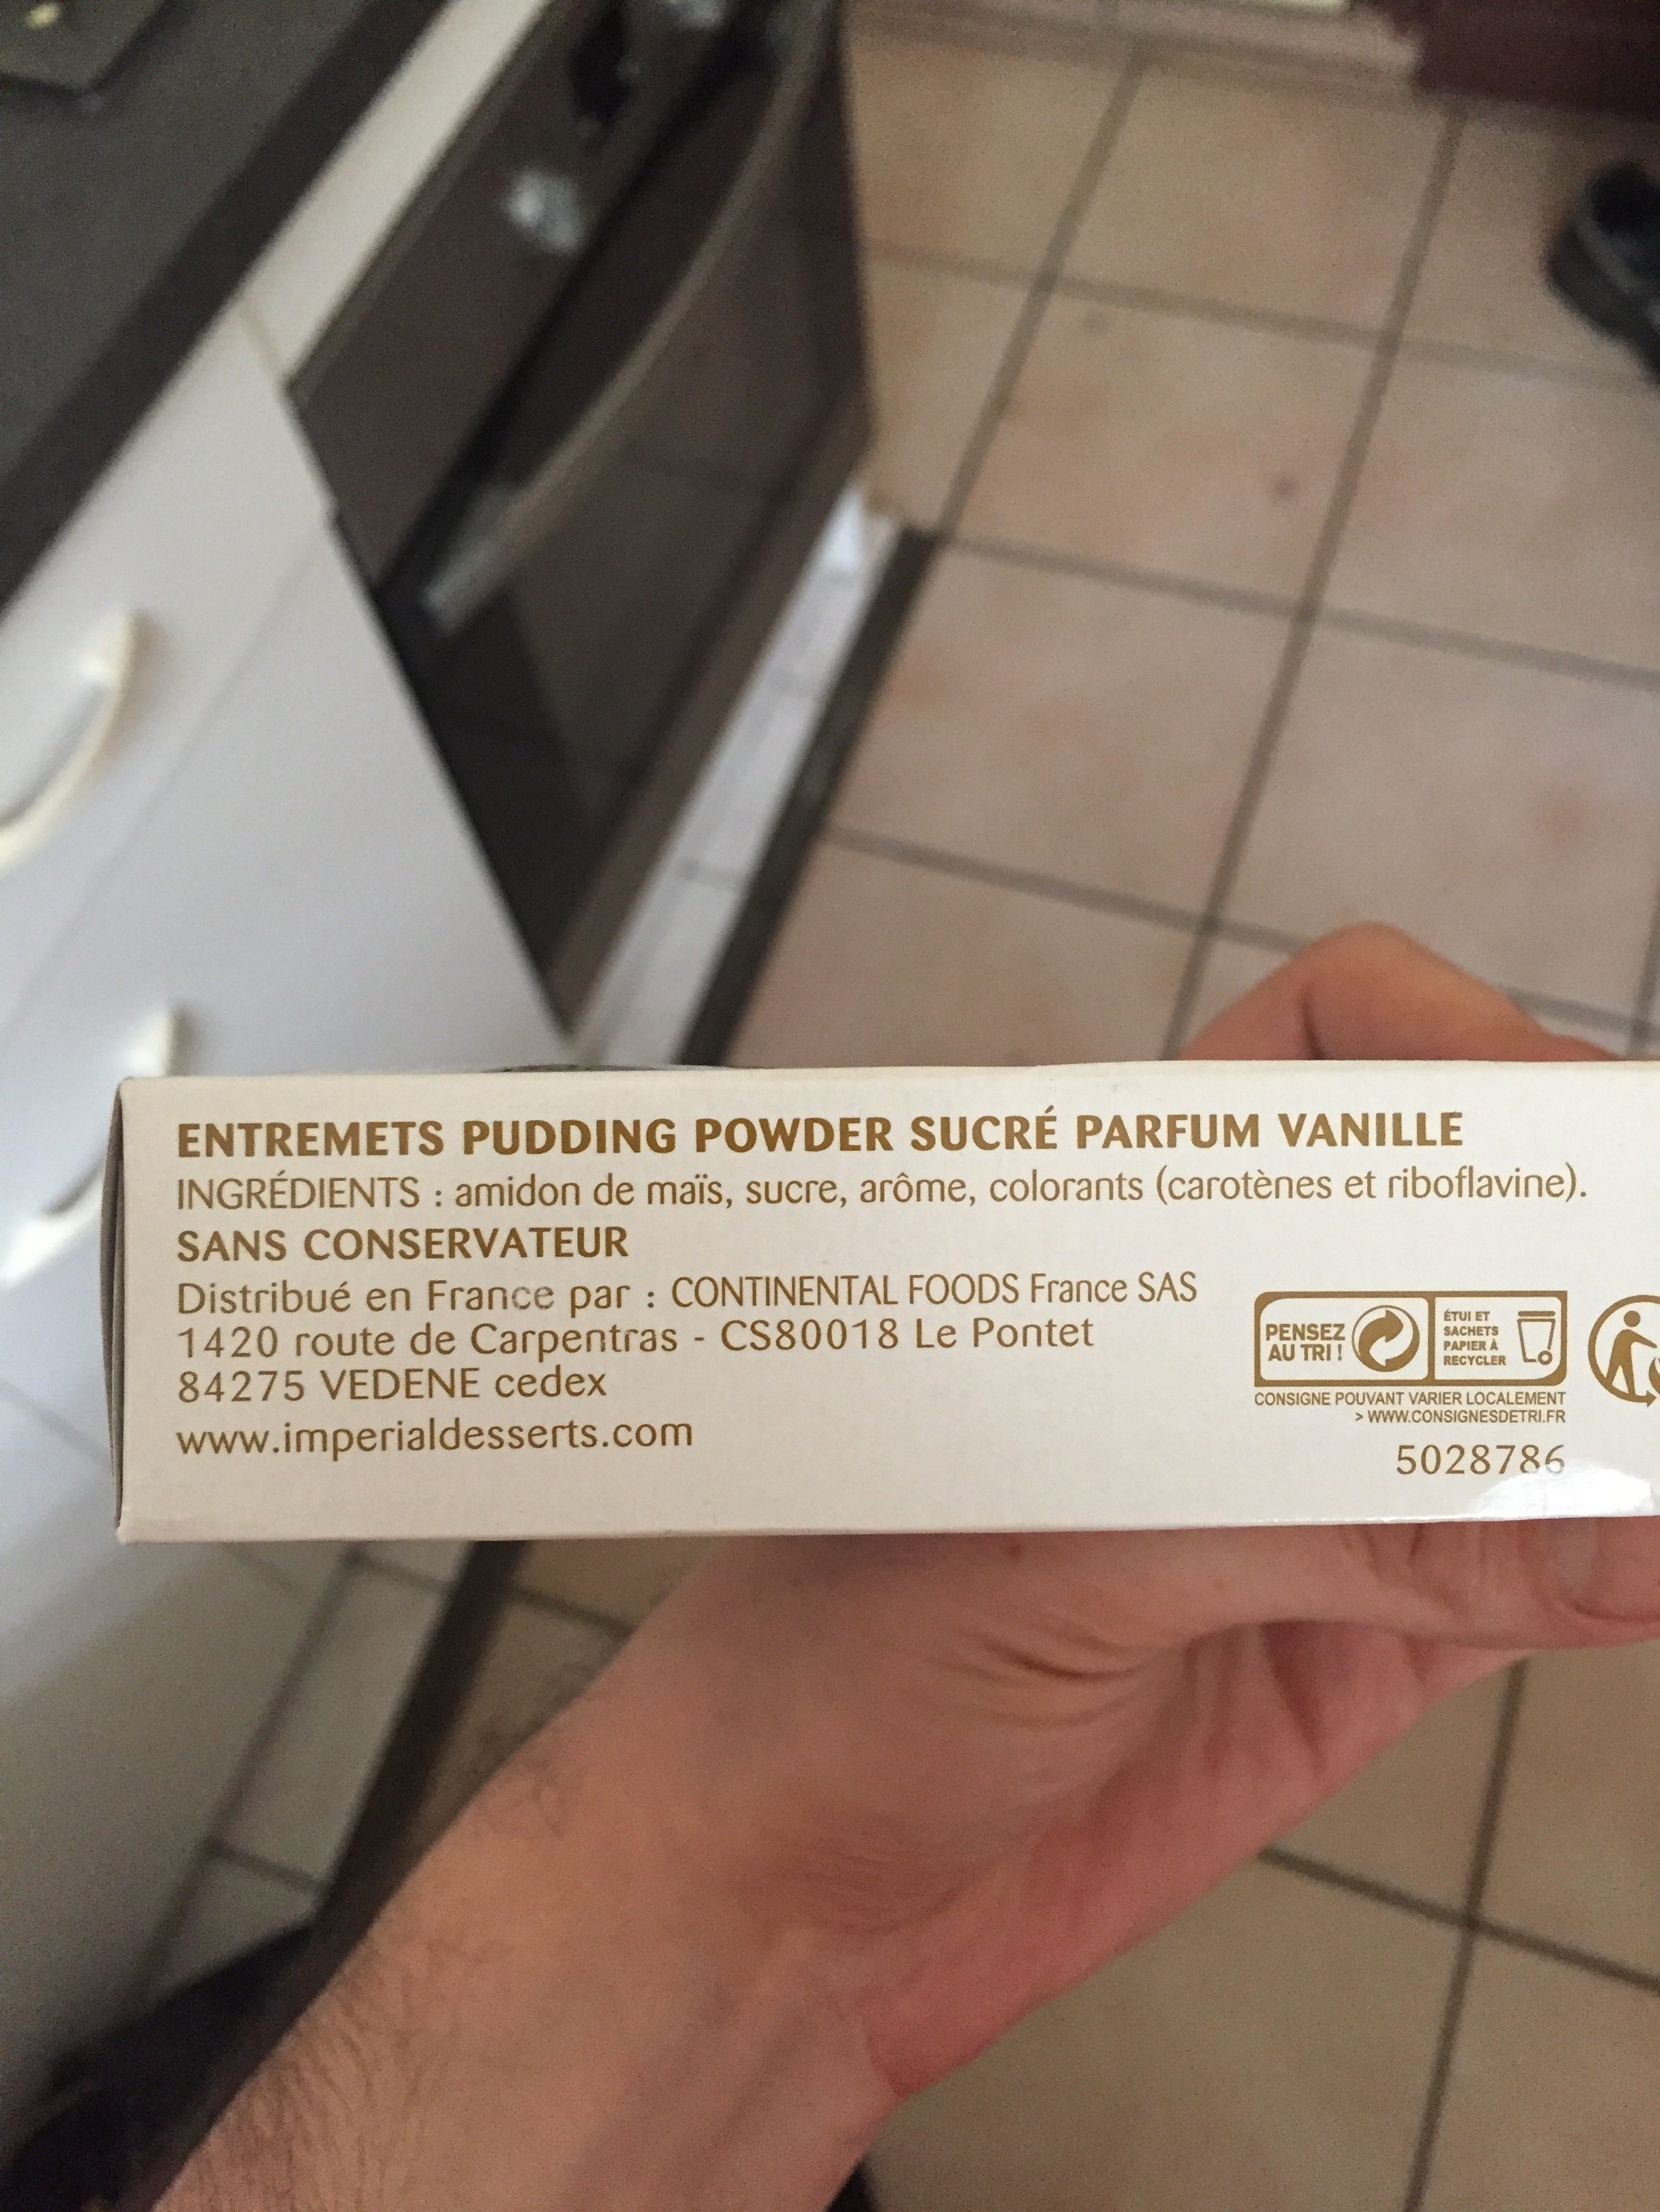 ENTREMETS PUDDING POWDER SUCRÉ PARFUM VANILLE
INGRÉDIENTS : amidon de maïs, sucre, arôme, colorants (carotènes et riboflavine).
SANS CONSERVATEUR
Distribué en France par : CONTINENTAL FOODS France SAS
1420 route de Carpentras - CS80018 Le Pontet
84275 VEDENE cedex
www.imperialdesserts.com
PENSEZ
AU TRI !
ÉTUI ET
SACHETS
PAPIER À
RECYCLER
CONSIGNE POUVANT VARIER LOCALEMENT
> WWW.CONSIGNESDETRI.FR
5028786